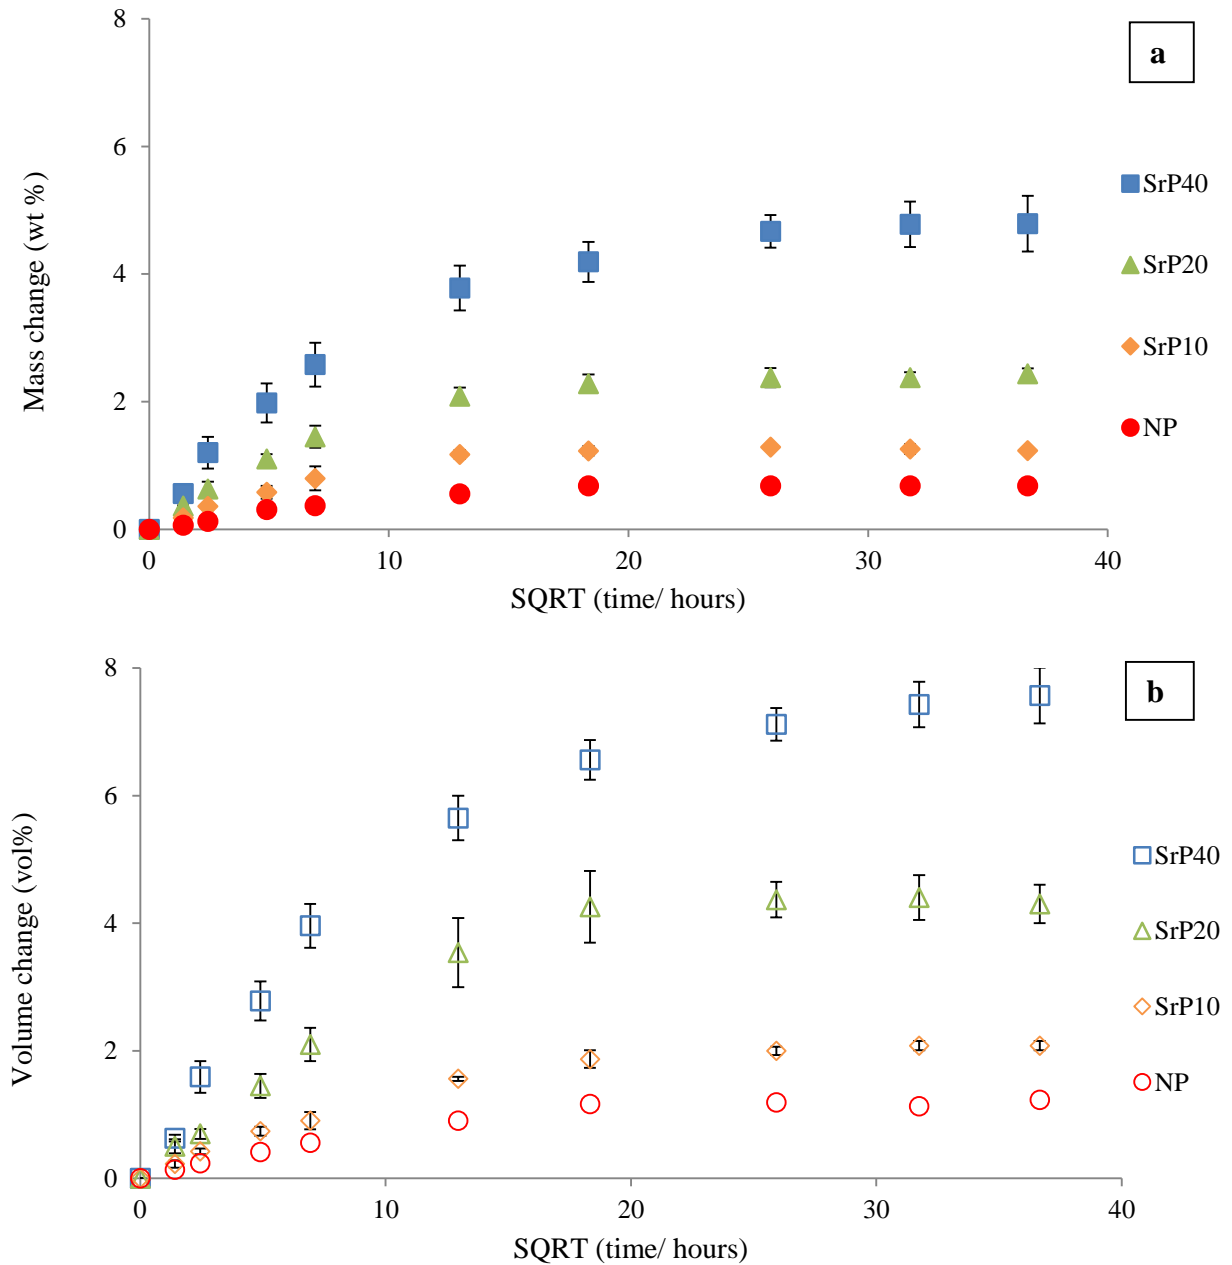 8
a
6
Mass change (wt %)
SrP40
SrP20
4
SrP10
2
NP
0
0 10 20 30 40
SQRT (time/ hours)
8
b
6
Volume change (vol%)
SrP40
4
SrP20
SrP10
2
NP
0
0 10 20 30 40
SQRT (time/ hours)